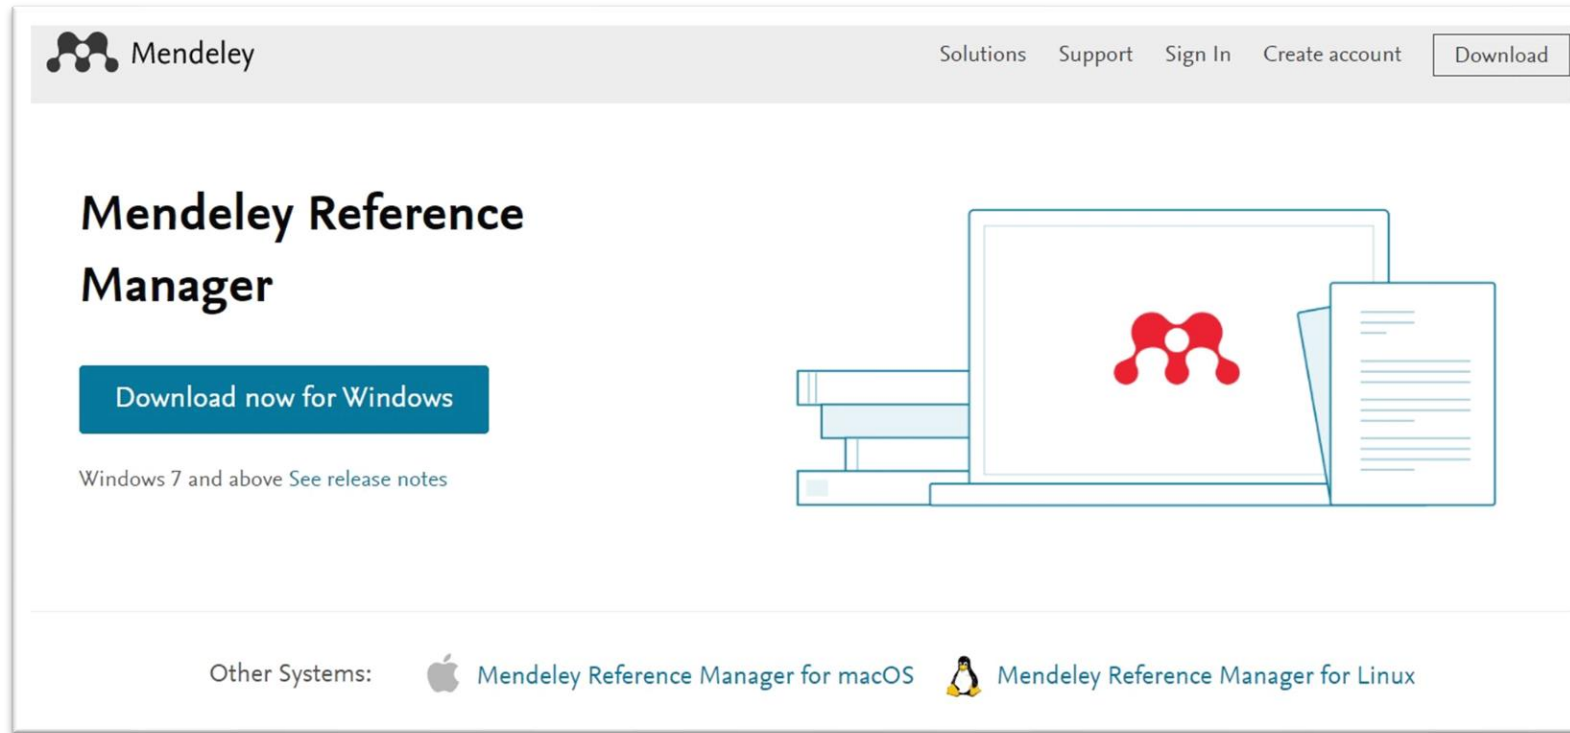 Mendeley
Solutions
Support
Sign In
Create account
Download
Mendeley Reference
Manager
Download now for Windows
Windows 7 and above See release notes
Other Systems:
Mendeley Reference Manager for macOS
Mendeley Reference Manager for Linux